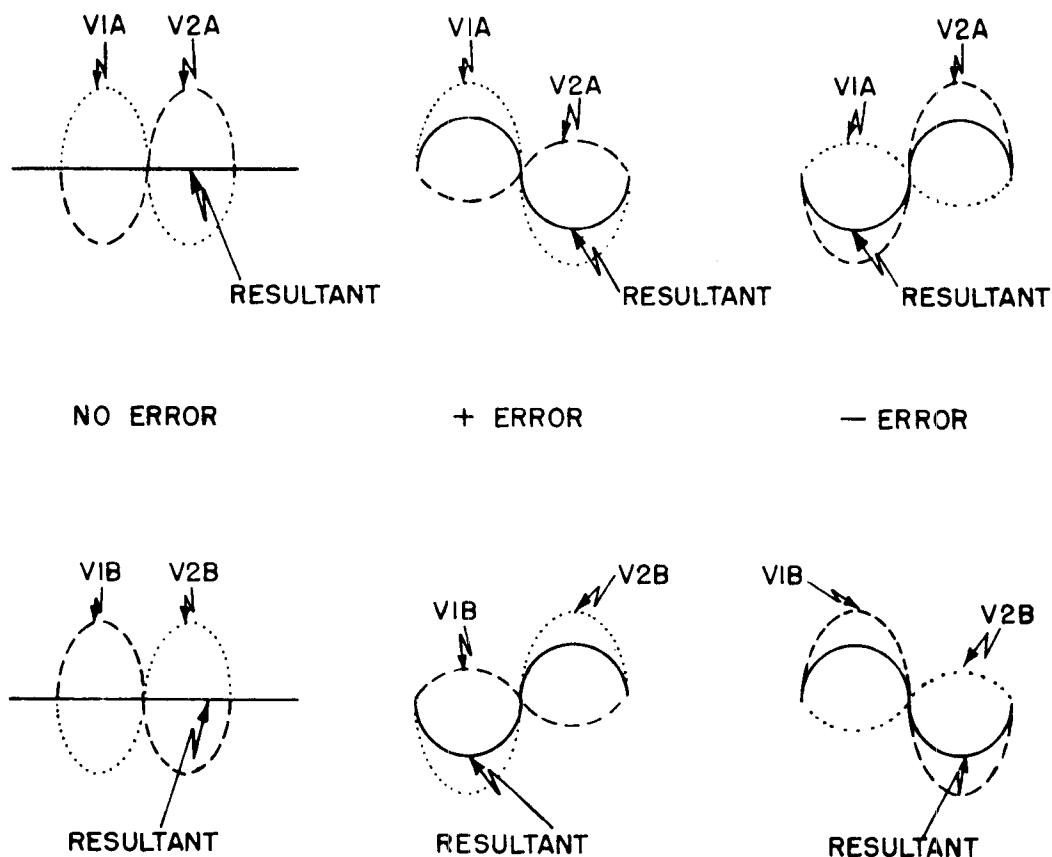 V1A
V2A
RESULTANT
V1A
V2A
RESULTANT
V1A
V2A
RESULTANT
NO ERROR
+ ERROR
— ERROR
V1B
V2B
RESULTANT
V1B
V2B
RESULTANT
V1B
V2B
RESULTANT